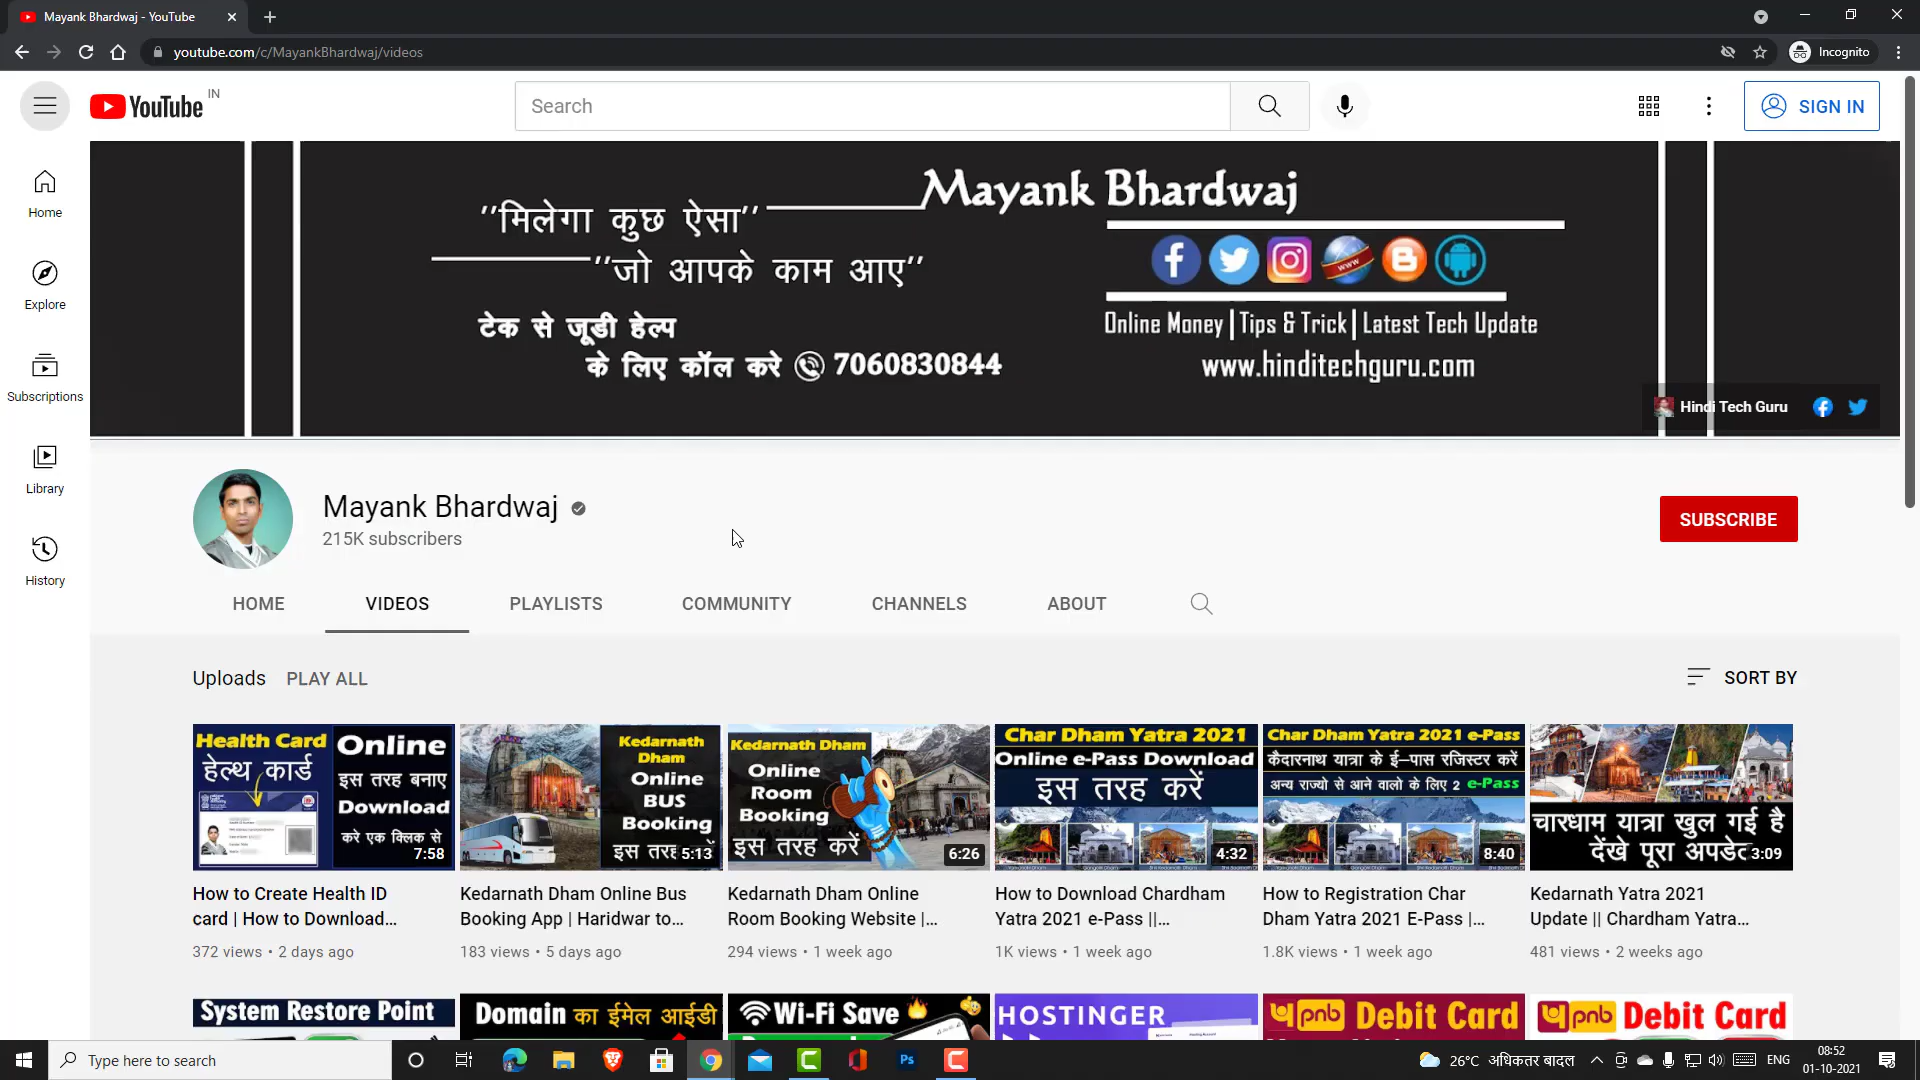 Mayank Bhardwaj - YouTube
youtube.com/c/MayankBhardwaj/videos
Incognito
YouTube IN
Search
SIGN IN
Home
Explore
Subscriptions
Library
History
Mayank Bhardwaj
''मिलेगा कुछ ऐसा''
''जो आपके काम आए''
टेक से जूडी हेल्प
के लिए कॉल करे 7060830844
www
Online Money | Tips & Trick | Latest Tech Update
www.hinditechguru.com
Hindi Tech Guru
Mayank Bhardwaj
215K subscribers
SUBSCRIBE
HOME VIDEOS PLAYLISTS COMMUNITY CHANNELS ABOUT
Uploads PLAY ALL
SORT BY
Health Card
हेल्थ कार्ड
Online
इस तरह बनाए
Download
करे एक क्लिक से
7:58
How to Create Health ID
card | How to Download...
372 views • 2 days ago
Kedarnath
Dham
Online
BUS
Booking
इस तरह
5:13
Kedarnath Dham Online Bus
Booking App | Haridwar to...
183 views • 5 days ago
Kedarnath Dham
Online
Room
Booking
इस तरह करें
6:26
Kedarnath Dham Online
Room Booking Website |...
294 views • 1 week ago
Char Dham Yatra 2021
Online e-Pass Download
इस तरह करें
4:32
How to Download Chardham
Yatra 2021 e-Pass ||...
1K views • 1 week ago
Char Dham Yatra 2021 e-Pass
कैदारनाथ यात्रा के ई-पास रजिस्टर करें
अन्य राज्यो से आने वालो के लिए 2 e-Pass
8:40
How to Registration Char
Dham Yatra 2021 E-Pass |...
1.8K views • 1 week ago
चारधाम यात्रा खुल गई है
देंखे पूरा अपडेट
3:09
Kedarnath Yatra 2021
Update || Chardham Yatra...
481 views • 2 weeks ago
System Restore Point
Domain का ईमेल आईडी
Wi-Fi Save
HOSTINGER
pnb Debit Card
pnb Debit Card
Type here to search
Ps
26°C अधिकतर बादल
ENG
08:52
01-10-2021